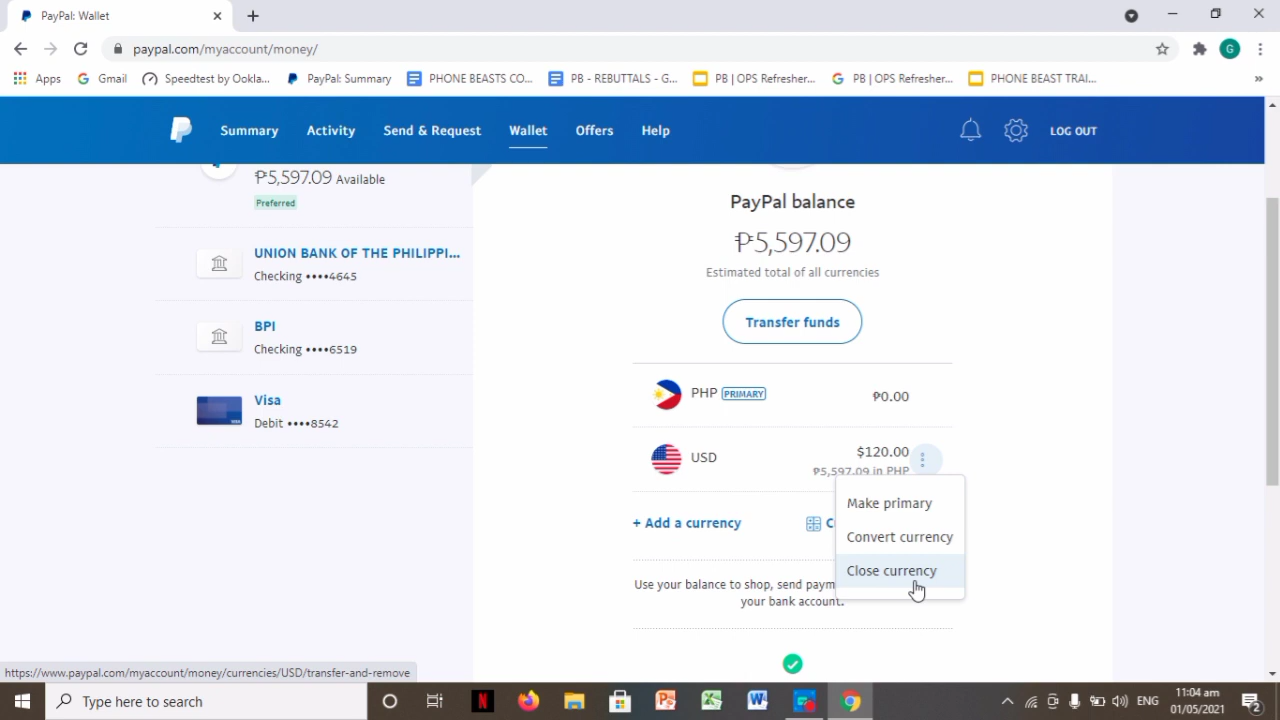 PayPal: Wallet
paypal.com/myaccount/money/
G
Apps
Gmail
Speedtest by Ookla...
PayPal: Summary
PHONE BEASTS CO...
PB - REBUTTALS - G...
PB | OPS Refresher...
PB | OPS Refresher...
PHONE BEAST TRAI...
»
Summary
Activity
Send & Request
Wallet
Offers
Help
LOG OUT
₱5,597.09 Available
Preferred
UNION BANK OF THE PHILIPPI...
Checking ••••4645
BPI
Checking ••••6519
Visa
Debit ••••8542
VISA
PayPal balance
₱5,597.09
Estimated total of all currencies
Transfer funds
PHP PRIMARY
₱0.00
USD
$120.00
₱5,597.09 in PHP
Make primary
Convert currency
Close currency
+ Add a currency
C
Use your balance to shop, send paym
your bank account.
https://www.paypal.com/myaccount/money/currencies/USD/transfer-and-remove
Type here to search
ENG
11:04 am
01/05/2021
2